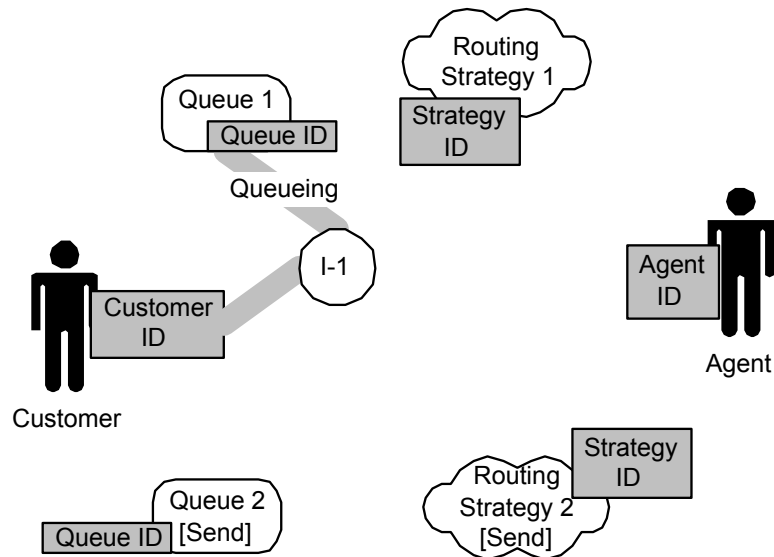 Routing
Strategy 1
Strategy
ID
Queue 1
Queue ID
Queueing
I-1
Customer
ID
Customer
Agent
ID
Agent
Queue 2
[Send]
Queue ID
Routing
Strategy 2
[Send]
Strategy
ID